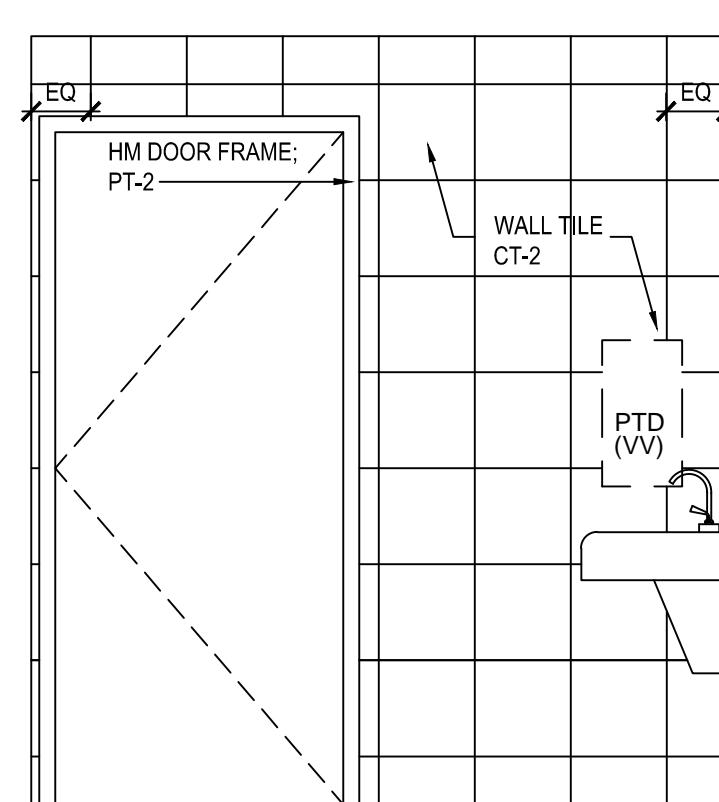 EQ
EQ
HM DOOR FRAME;
PT-2
WALL TILE
CT-2
PTD
(VV)